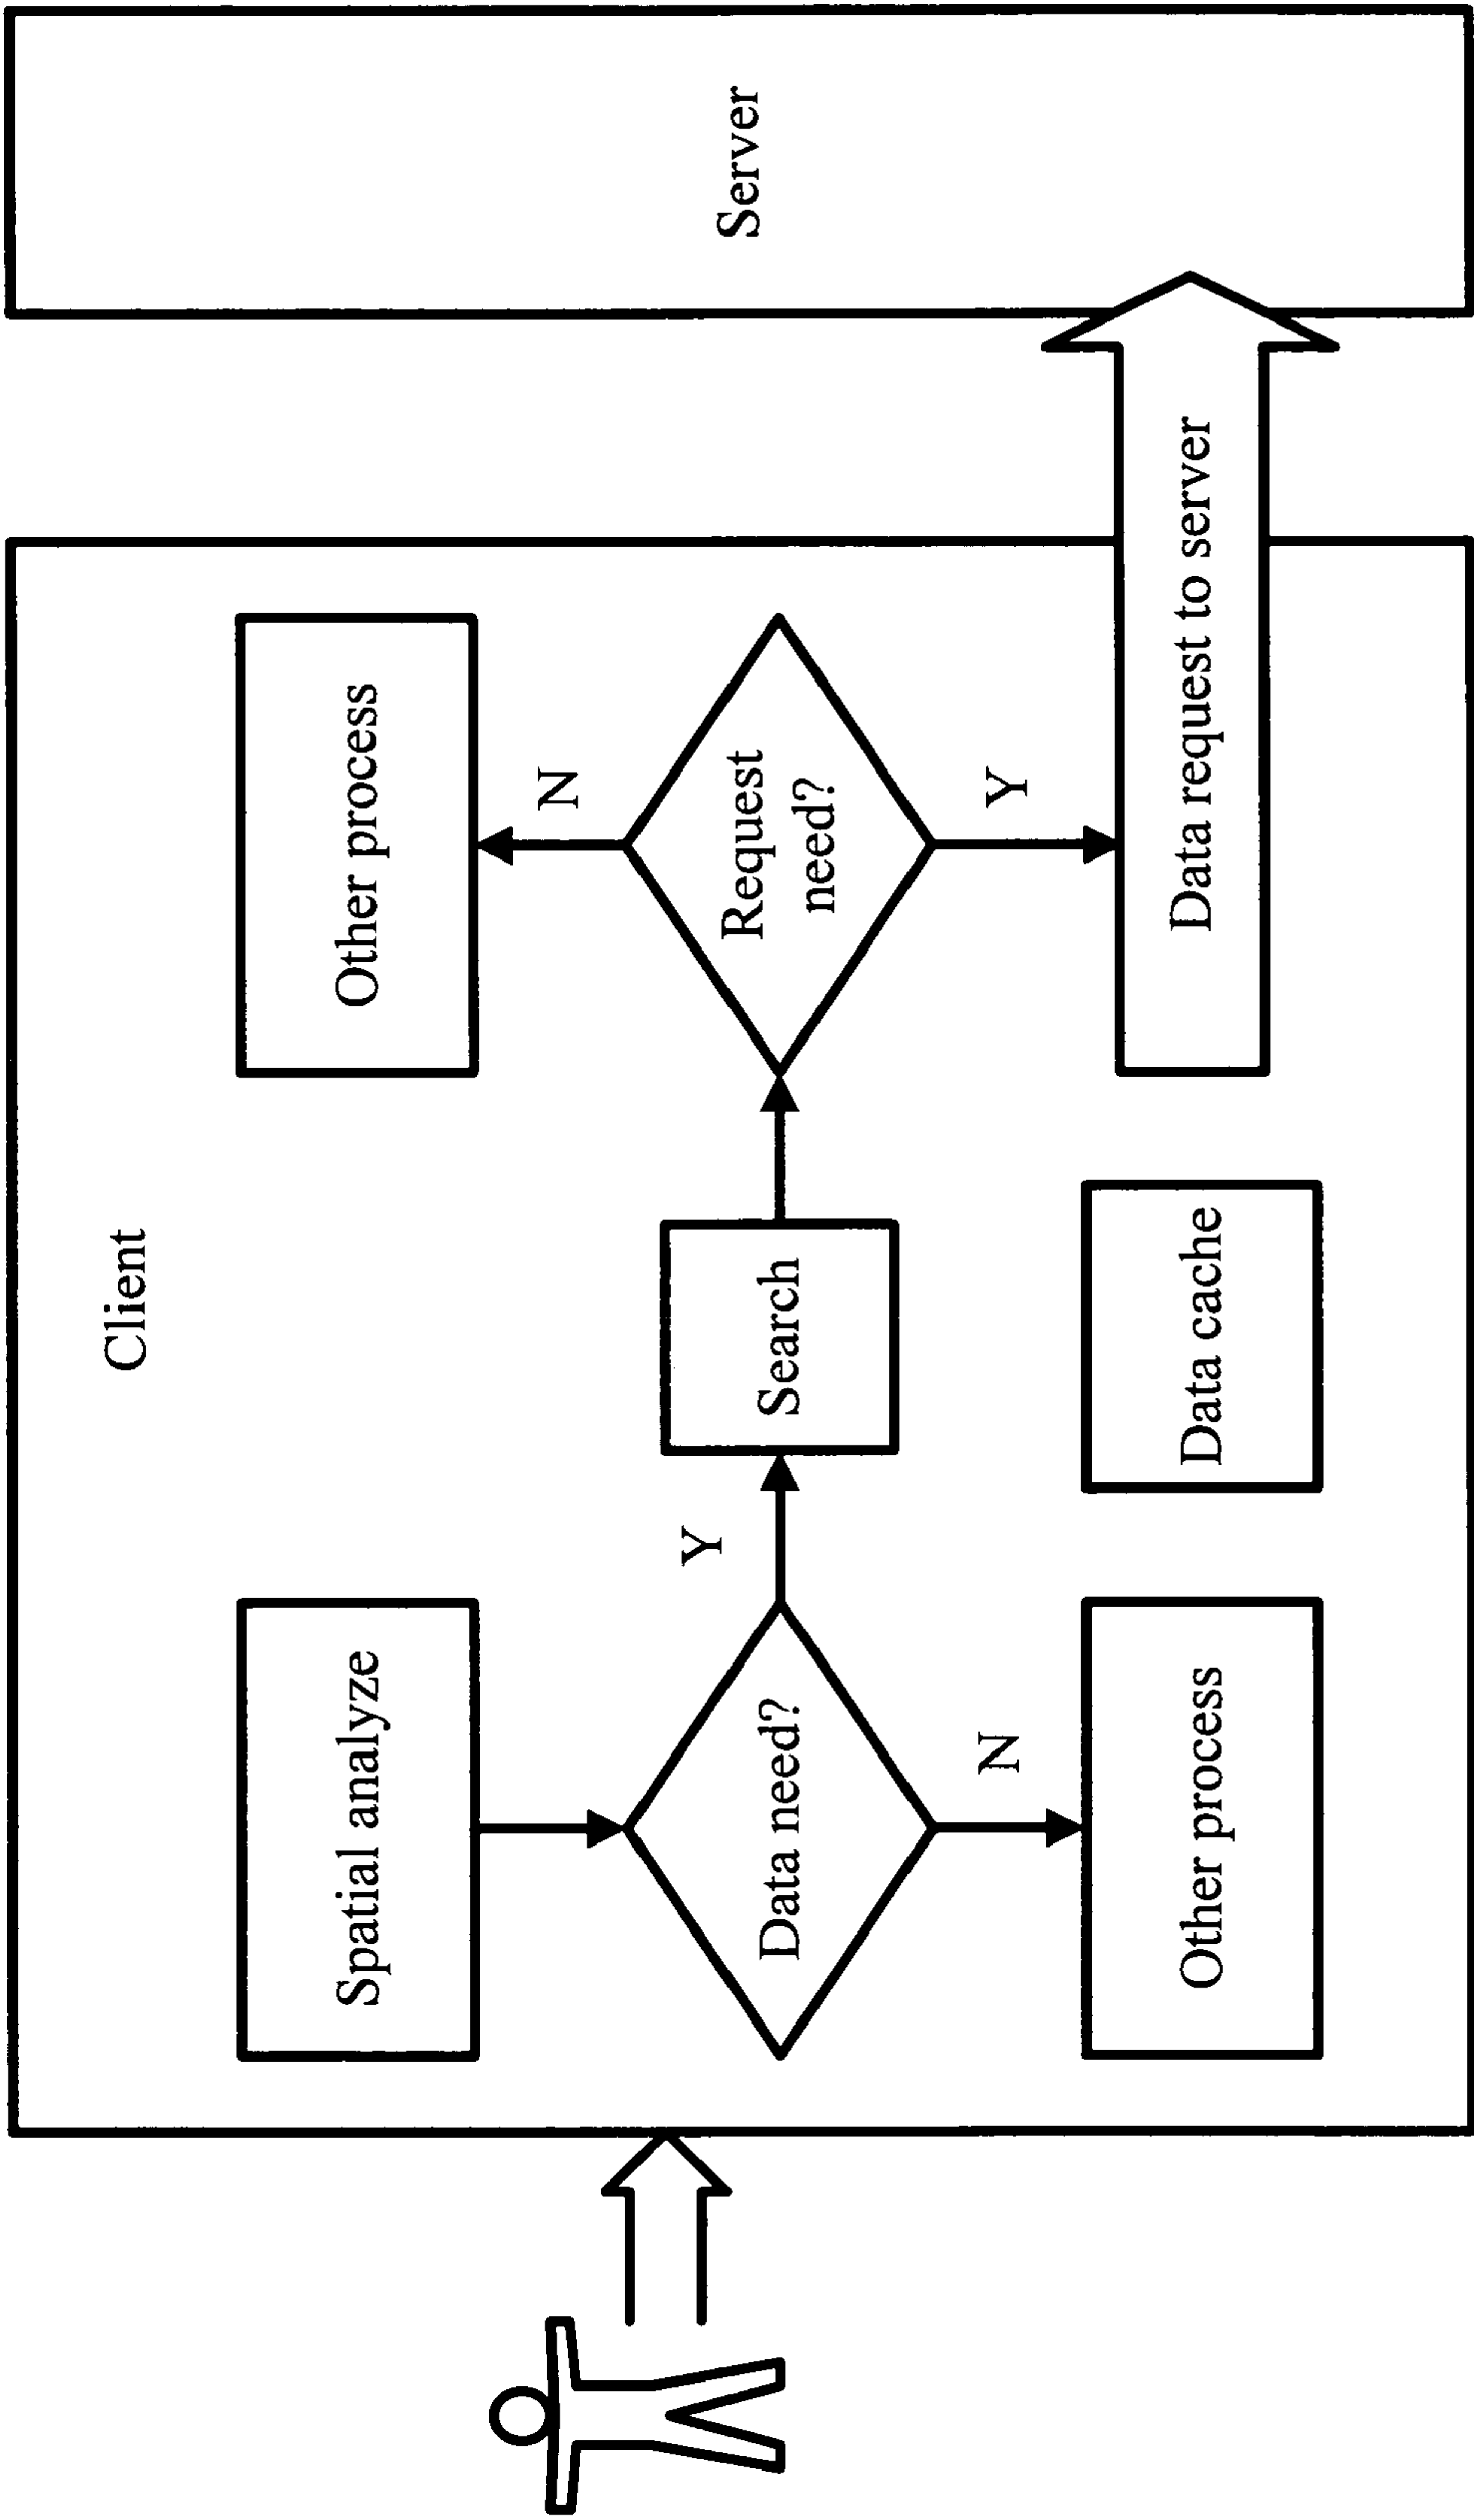 Client
Spatial analyze
Data need?
Y
N
Other process
Search
Data cache
Other process
N
Request
need?
Y
Data request to server
Server